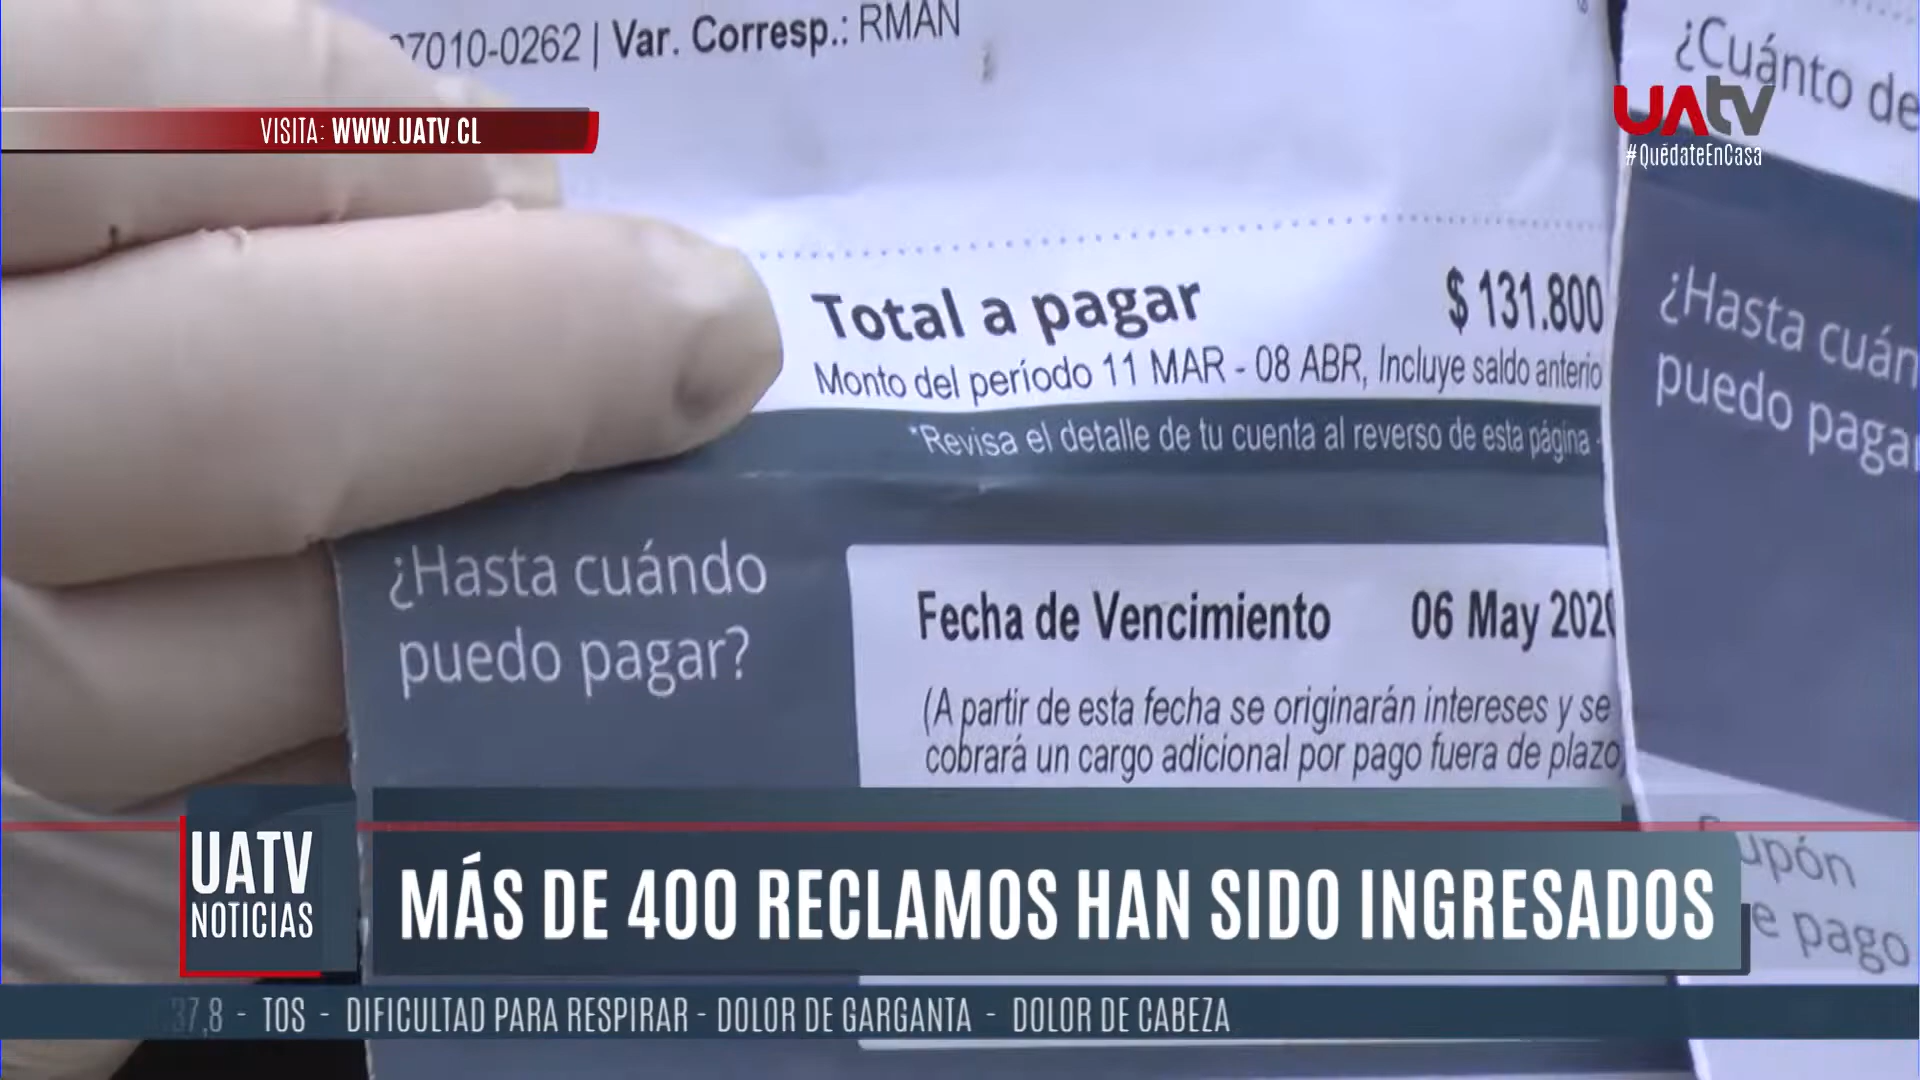 7010-0262 | Var. Corresp.: RMAN
¿Cuánto de
VISITA: WWW.UATV.CL
UAtv
#QuédateEnCasa
Total a pagar $ 131.800
Monto del período 11 MAR - 08 ABR, Incluye saldo anterio
*Revisa el detalle de tu cuenta al reverso de esta página
¿Hasta cuán
puedo pagar
¿Hasta cuándo
puedo pagar?
Fecha de Vencimiento 06 May 2020
(A partir de esta fecha se originarán intereses y se
cobrará un cargo adicional por pago fuera de plazo
upón
e pago
UATV
NOTICIAS
MÁS DE 400 RECLAMOS HAN SIDO INGRESADOS
37,8 - TOS - DIFICULTAD PARA RESPIRAR - DOLOR DE GARGANTA - DOLOR DE CABEZA